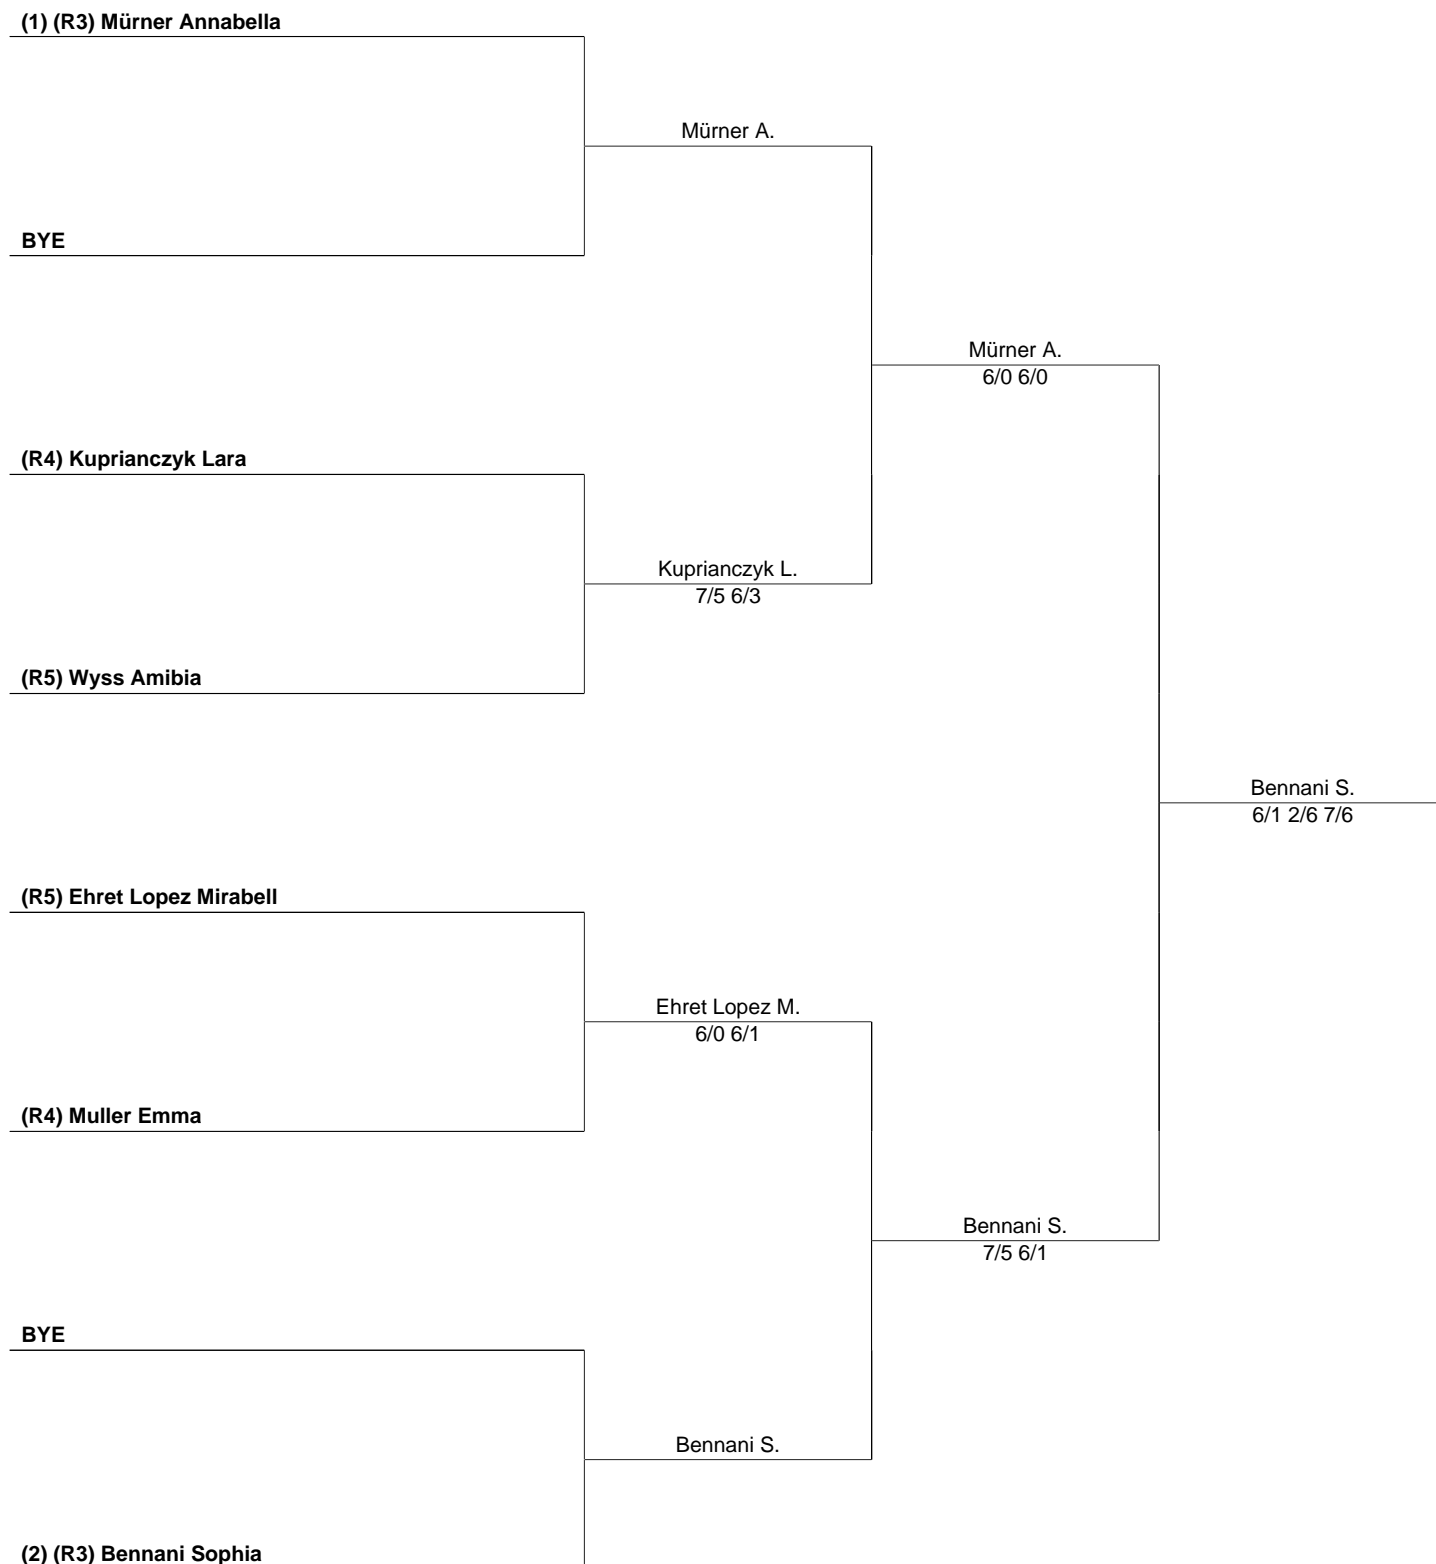 (1) (R3) Mürner Annabella
Mürner A.
BYE
Mürner A.
6/0 6/0
(R4) Kuprianczyk Lara
Kuprianczyk L.
7/5 6/3
(R5) Wyss Amibia
Bennani S.
6/1 2/6 7/6
(R5) Ehret Lopez Mirabell
Ehret Lopez M.
6/0 6/1
(R4) Muller Emma
Bennani S.
7/5 6/1
BYE
Bennani S.
(2) (R3) Bennani Sophia